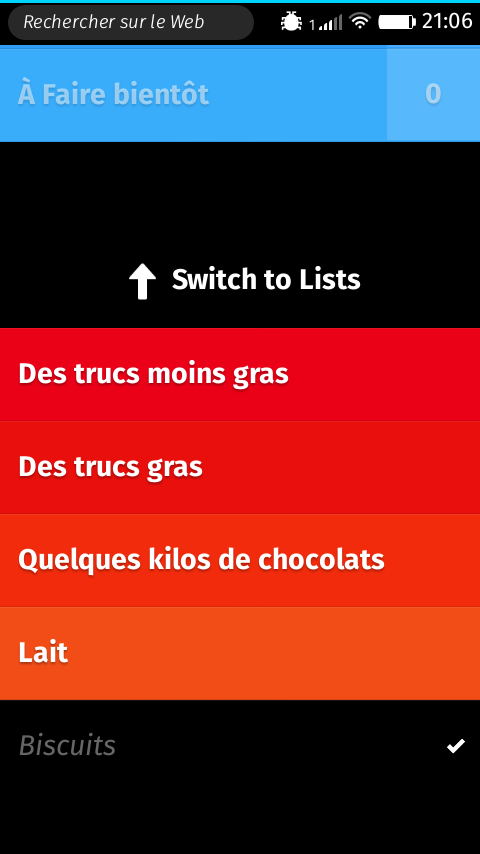 Rechercher sur le Web 1 21:06
À Faire bientôt 0
Switch to Lists
Des trucs moins gras
Des trucs gras
Quelques kilos de chocolats
Lait
Biscuits